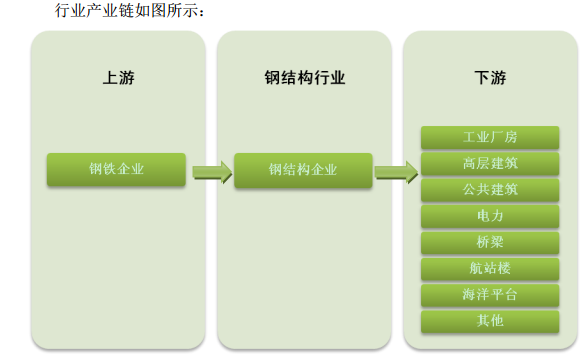 行业产业链如图所示：
上游
钢结构行业
下游
钢铁企业
钢结构企业
工业厂房
高层建筑
公共建筑
电力
桥梁
航站楼
海洋平台
其他